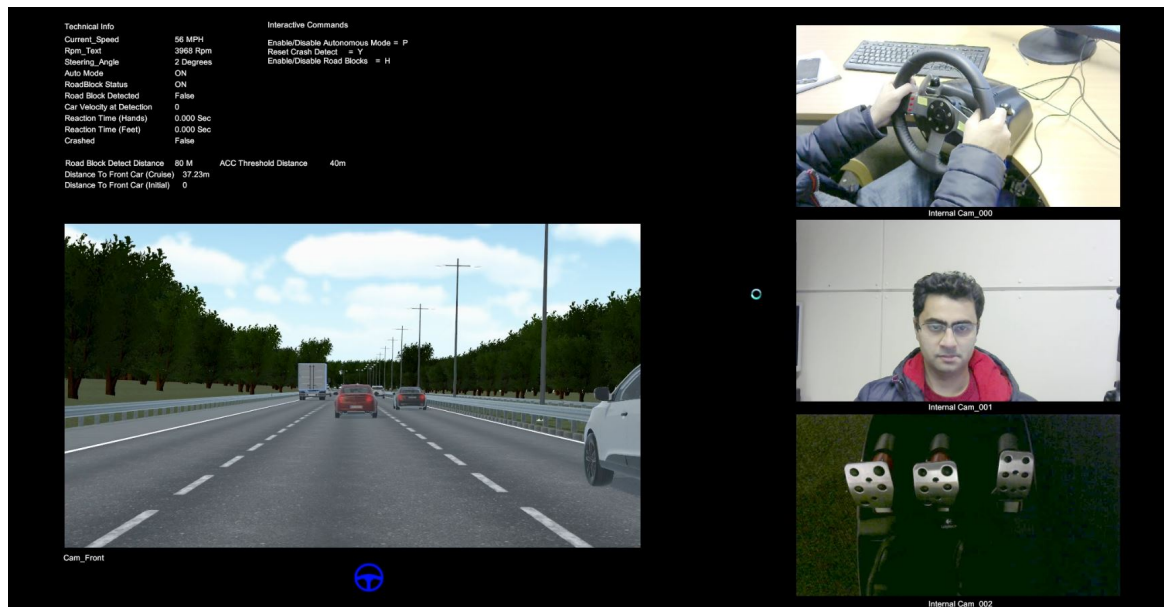 Technical Info
Current_Speed 56 MPH
Rpm_Text 3968 Rpm
Steering_Angle 2 Degrees
Auto Mode ON
RoadBlock Status ON
Road Block Detected False
Car Velocity at Detection 0
Reaction Time (Hands) 0.000 Sec
Reaction Time (Feet) 0.000 Sec
Crashed False
Road Block Detect Distance 80 M ACC Threshold Distance 40m
Distance To Front Car (Cruise) 37.23m
Distance To Front Car (Initial) 0
Interactive Commands
Enable/Disable Autonomous Mode = P
Reset Crash Detect = Y
Enable/Disable Road Blocks = H
Internal Cam_000
Internal Cam_001
Cam_Front
Internal Cam_002